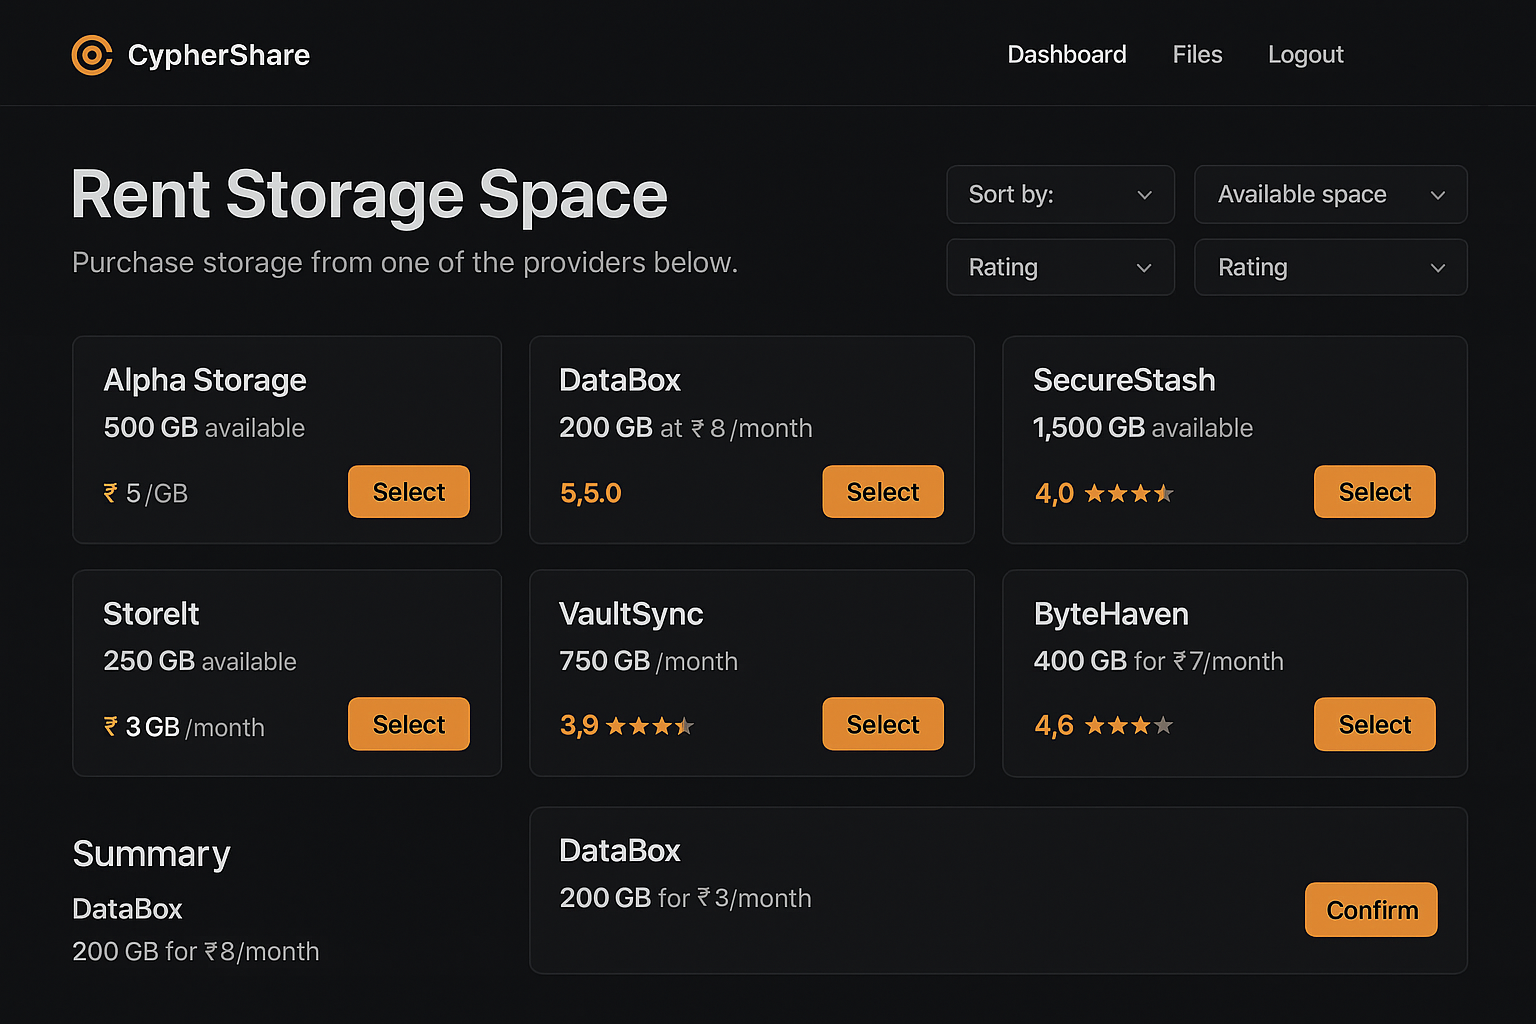 CypherShare
Dashboard Files Logout
Rent Storage Space
Purchase storage from one of the providers below.
Sort by:
Available space
Rating
Rating
Alpha Storage
500 GB available
₹ 5/GB
Select
DataBox
200 GB at ₹ 8/month
5,5.0
Select
SecureStash
1,500 GB available
4,0 ★★★⯨
Select
StoreIt
250 GB available
₹ 3 GB/month
Select
VaultSync
750 GB/month
3,9 ★★★⯨
Select
ByteHaven
400 GB for ₹7/month
4,6 ★★★★
Select
Summary
DataBox
200 GB for ₹8/month
DataBox
200 GB for ₹3/month
Confirm